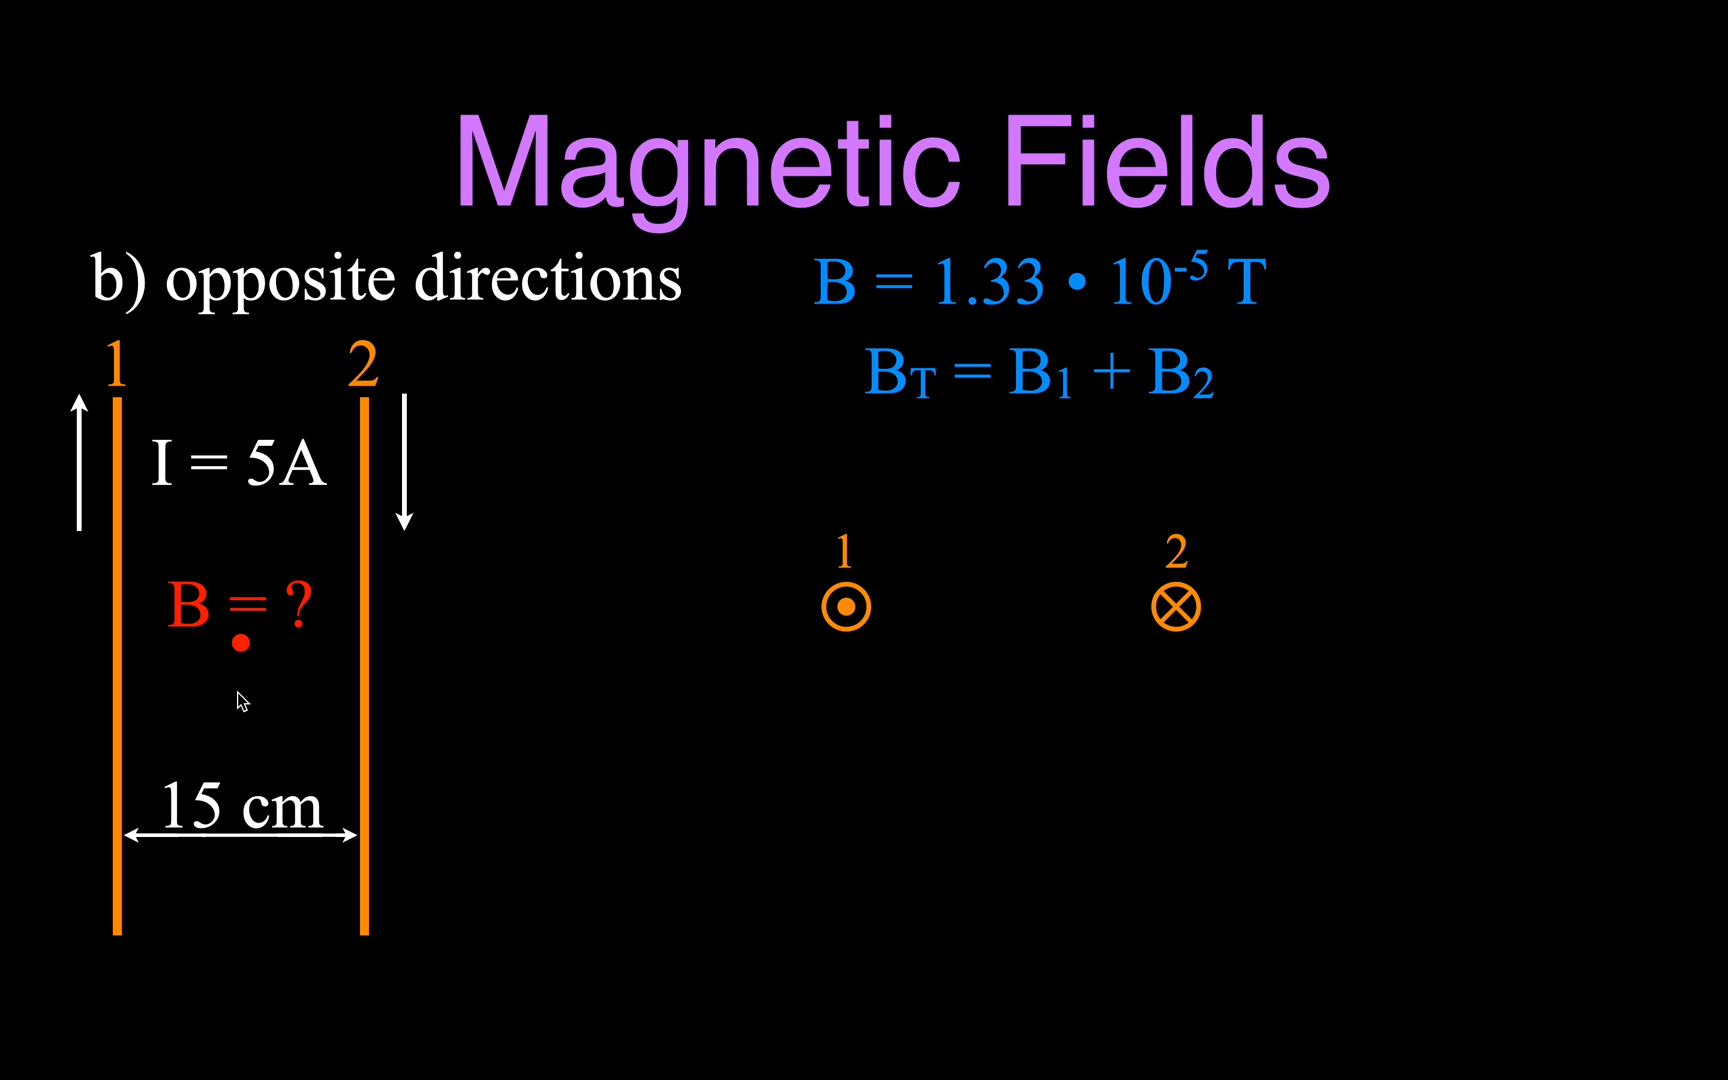 Magnetic Fields
b) opposite directions
B = 1.33 • 10⁻⁵ T
B_T = B₁ + B₂
1 2
I = 5A
B = ?
15 cm
1 2